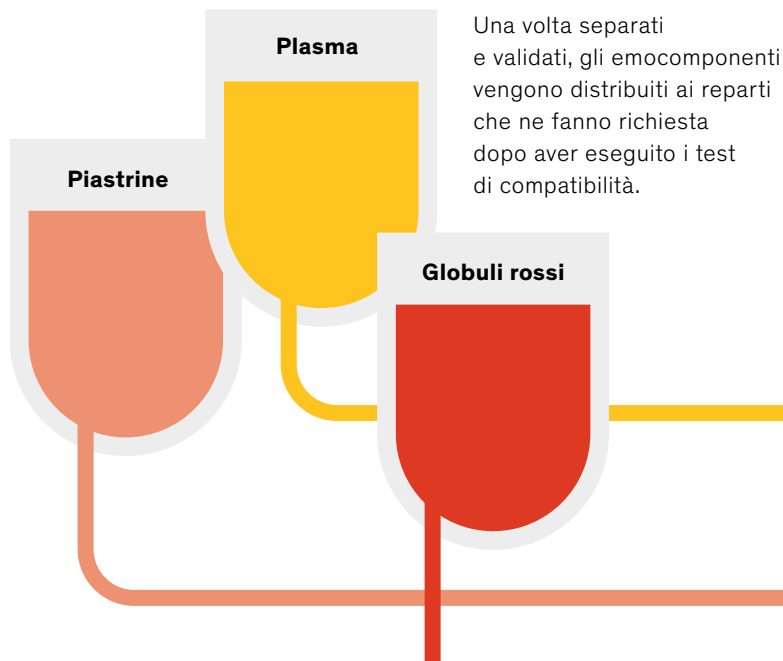 Plasma
Una volta separati
e validati, gli emocomponenti
vengono distribuiti ai reparti
che ne fanno richiesta
dopo aver eseguito i test
di compatibilità.
Piastrine
Globuli rossi